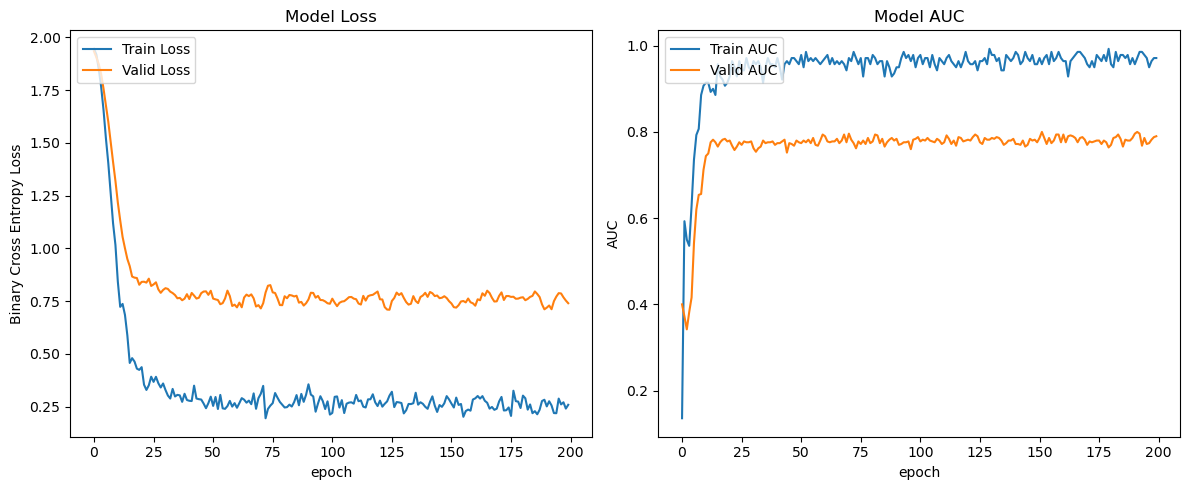 Model Loss
Binary Cross Entropy Loss
2.00
1.75
1.50
1.25
1.00
0.75
0.50
0.25
Train Loss
Valid Loss
0 25 50 75 100 125 150 175 200
epoch
Model AUC
AUC
1.0
0.8
0.6
0.4
0.2
Train AUC
Valid AUC
0 25 50 75 100 125 150 175 200
epoch